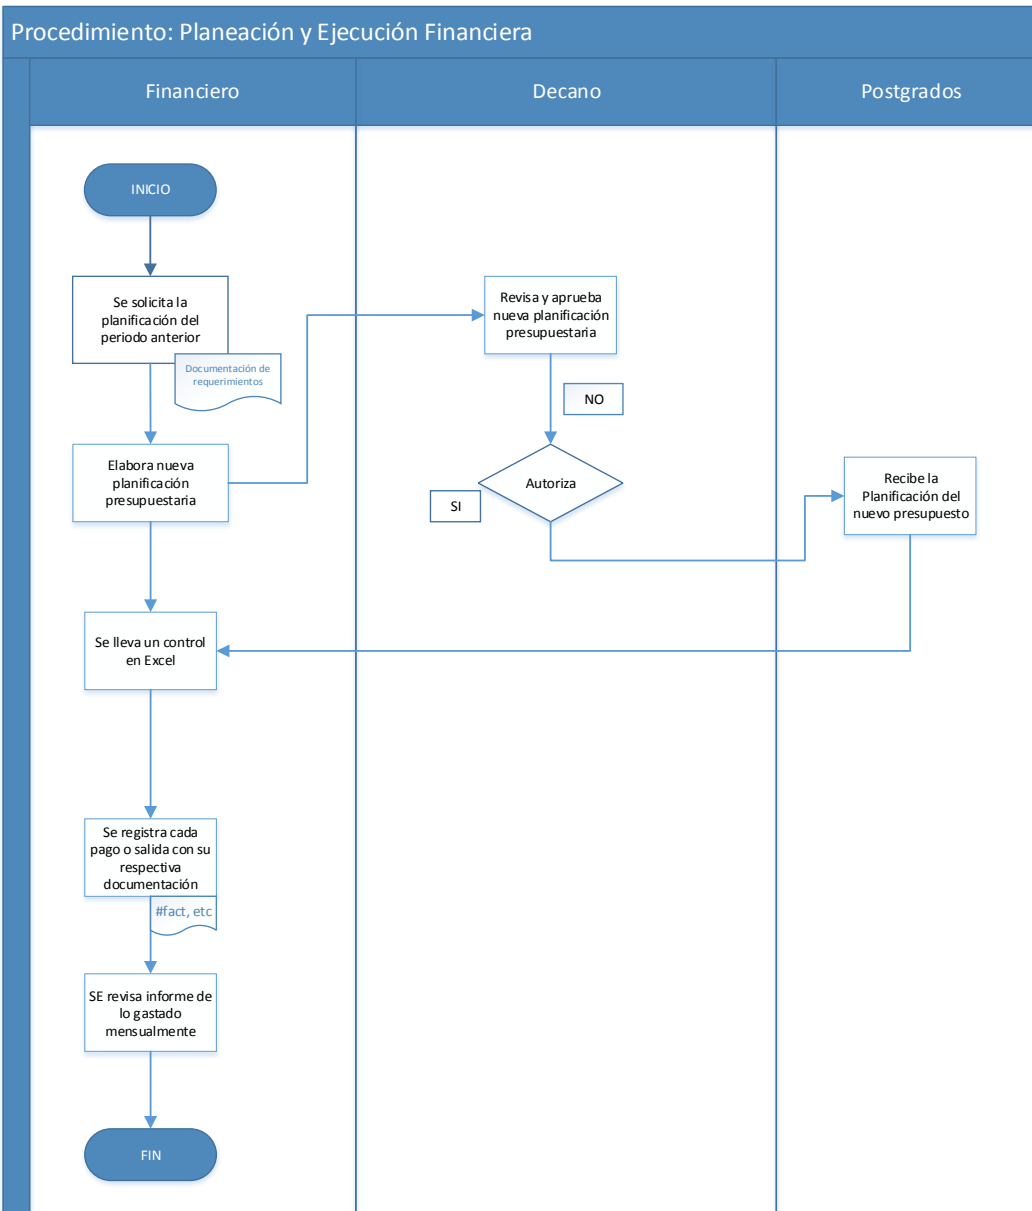 Procedimiento: Planeación y Ejecución Financiera
Financiero
Decano
Postgrados
INICIO
Se solicita la
planificación del
periodo anterior
Documentación de
requerimientos
Revisa y aprueba
nueva planificación
presupuestaria
NO
Elabora nueva
planificación
presupuestaria
Autoriza
SI
Recibe la
Planificación del
nuevo presupuesto
Se lleva un control
en Excel
Se registra cada
pago o salida con su
respectiva
documentación
#fact, etc
SE revisa informe de
lo gastado
mensualmente
FIN